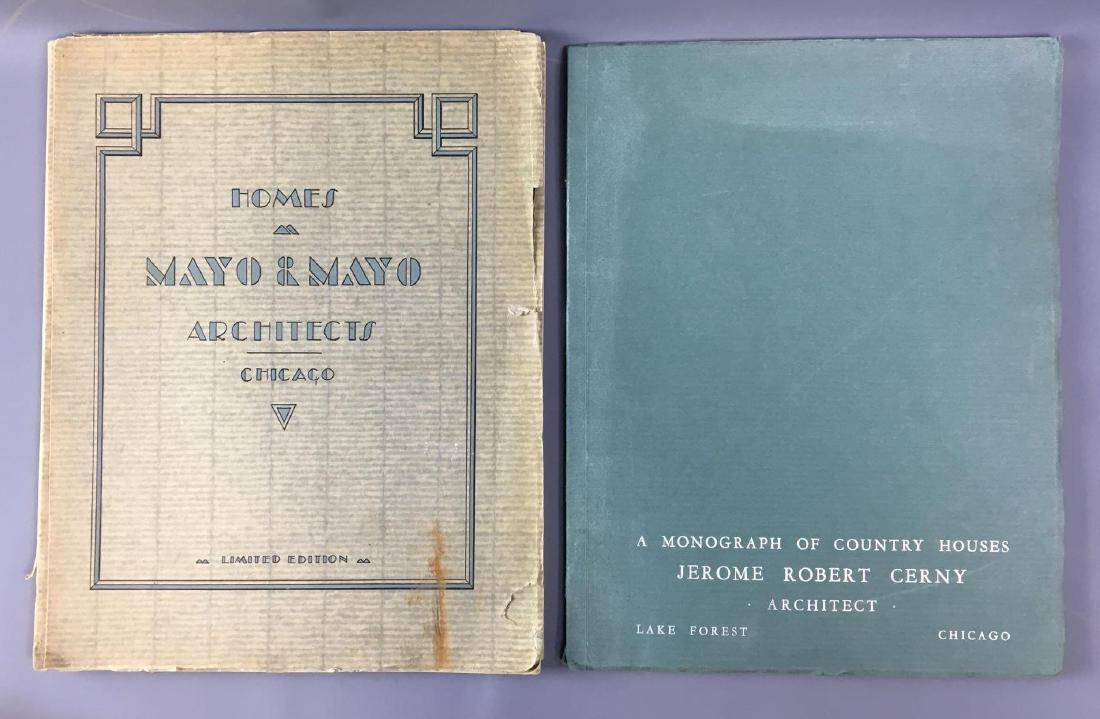 HOMES
MAYO & MAYO
ARCHITECTS
CHICAGO
LIMITED EDITION
A MONOGRAPH OF COUNTRY HOUSES
JEROME ROBERT CERNY
· ARCHITECT ·
LAKE FOREST CHICAGO